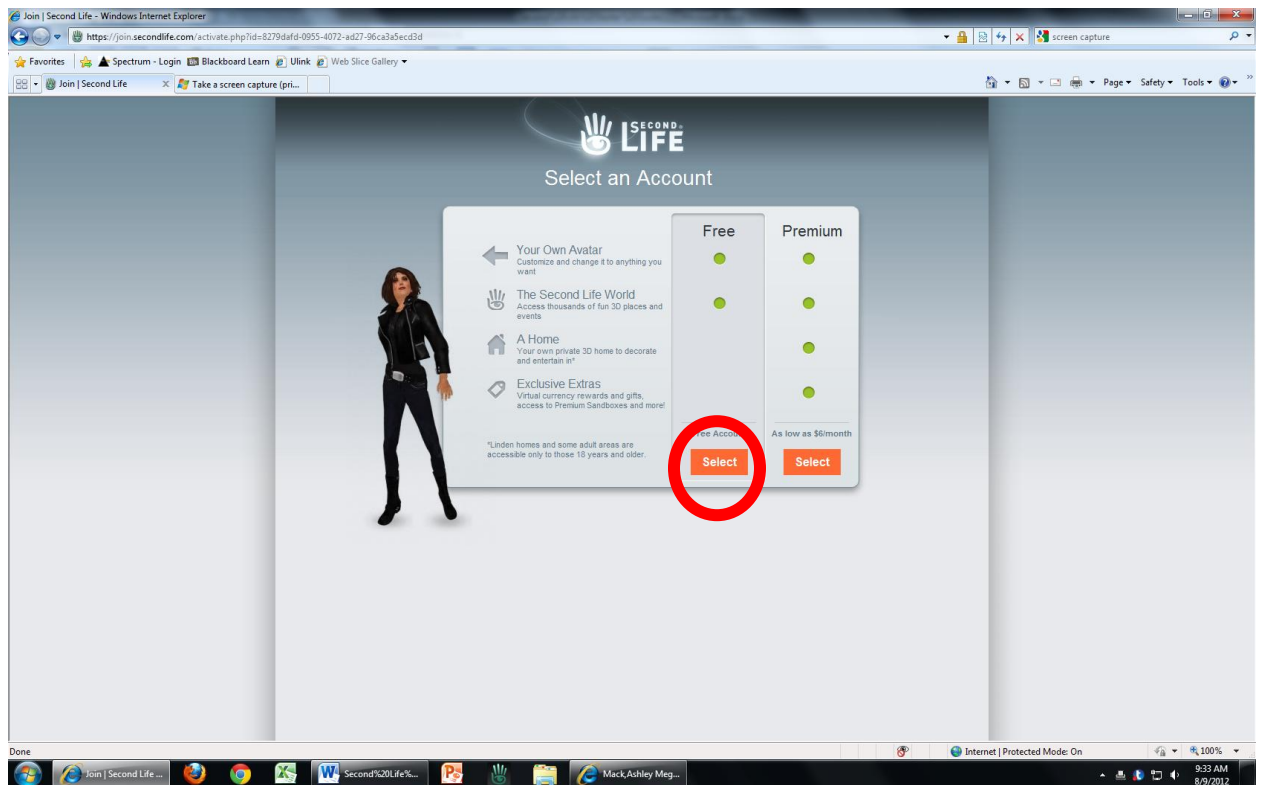 Join | Second Life - Windows Internet Explorer
https://join.secondlife.com/activate.php?id=8279dafd-0955-4072-ad27-96ca3a5ecd3d
screen capture
Favorites
Spectrum - Login
Blackboard Learn
Ulink
Web Slice Gallery
Join | Second Life
Take a screen capture (pri...
Page
Safety
Tools
SECOND
LIFE
Select an Account
Free
Premium
Your Own Avatar
Customize and change it to anything you
want
The Second Life World
Access thousands of fun 3D places and
events
A Home
Your own private 3D home to decorate
and entertain in*
Exclusive Extras
Virtual currency rewards and gifts,
access to Premium Sandboxes and more!
*Linden homes and some adult areas are
accessible only to those 18 years and older.
As low as $6/month
Select
Select
Done
Internet | Protected Mode: On
100%
Join | Second Life ...
Second%20Life%...
Mack,Ashley Meg...
9:33 AM
8/9/2012